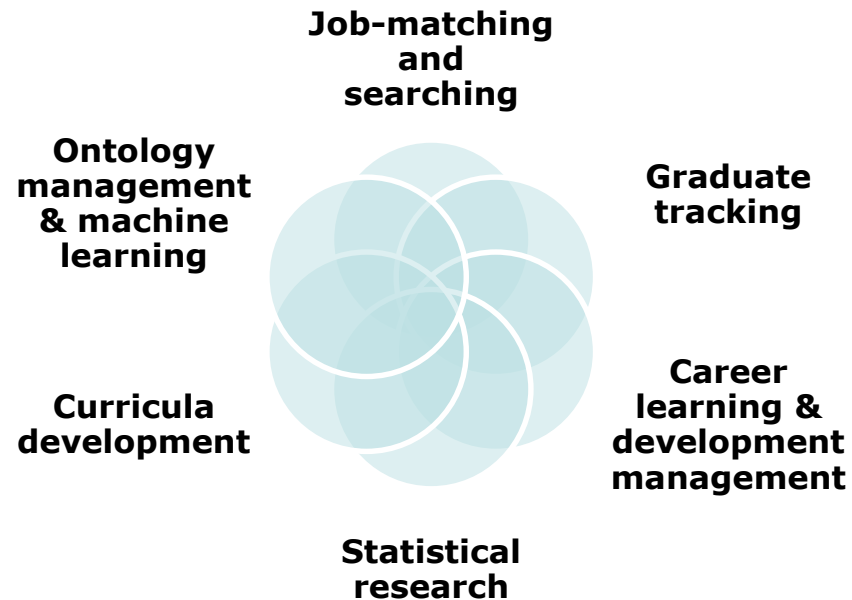 Job-matching
and
searching
Graduate
tracking
Career
learning &
development
management
Statistical
research
Curricula
development
Ontology
management
& machine
learning